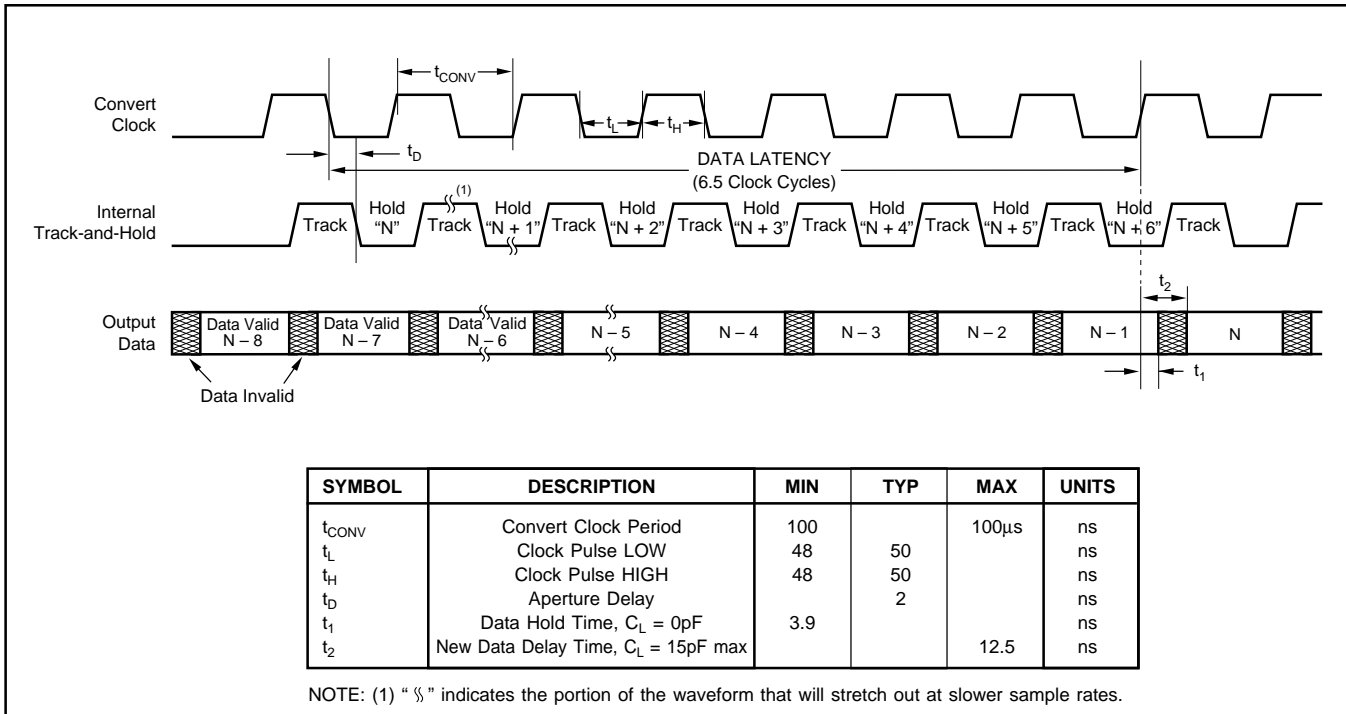 t_CONV
Convert
Clock
t_L
t_H
t_D
DATA LATENCY
(6.5 Clock Cycles)
(1)
Internal
Track-and-Hold
Track
Hold
"N"
Track
Hold
"N + 1"
Track
Hold
"N + 2"
Track
Hold
"N + 3"
Track
Hold
"N + 4"
Track
Hold
"N + 5"
Track
Hold
"N + 6"
Track
t_2
Output
Data
Data Valid
N – 8
Data Valid
N – 7
Data Valid
N – 6
N – 5
N – 4
N – 3
N – 2
N – 1
N
t_1
Data Invalid
SYMBOL DESCRIPTION MIN TYP MAX UNITS
t_CONV Convert Clock Period 100 100μs ns
t_L Clock Pulse LOW 48 50 ns
t_H Clock Pulse HIGH 48 50 ns
t_D Aperture Delay 2 ns
t_1 Data Hold Time, C_L = 0pF 3.9 ns
t_2 New Data Delay Time, C_L = 15pF max 12.5 ns
NOTE: (1) " ⸾ " indicates the portion of the waveform that will stretch out at slower sample rates.